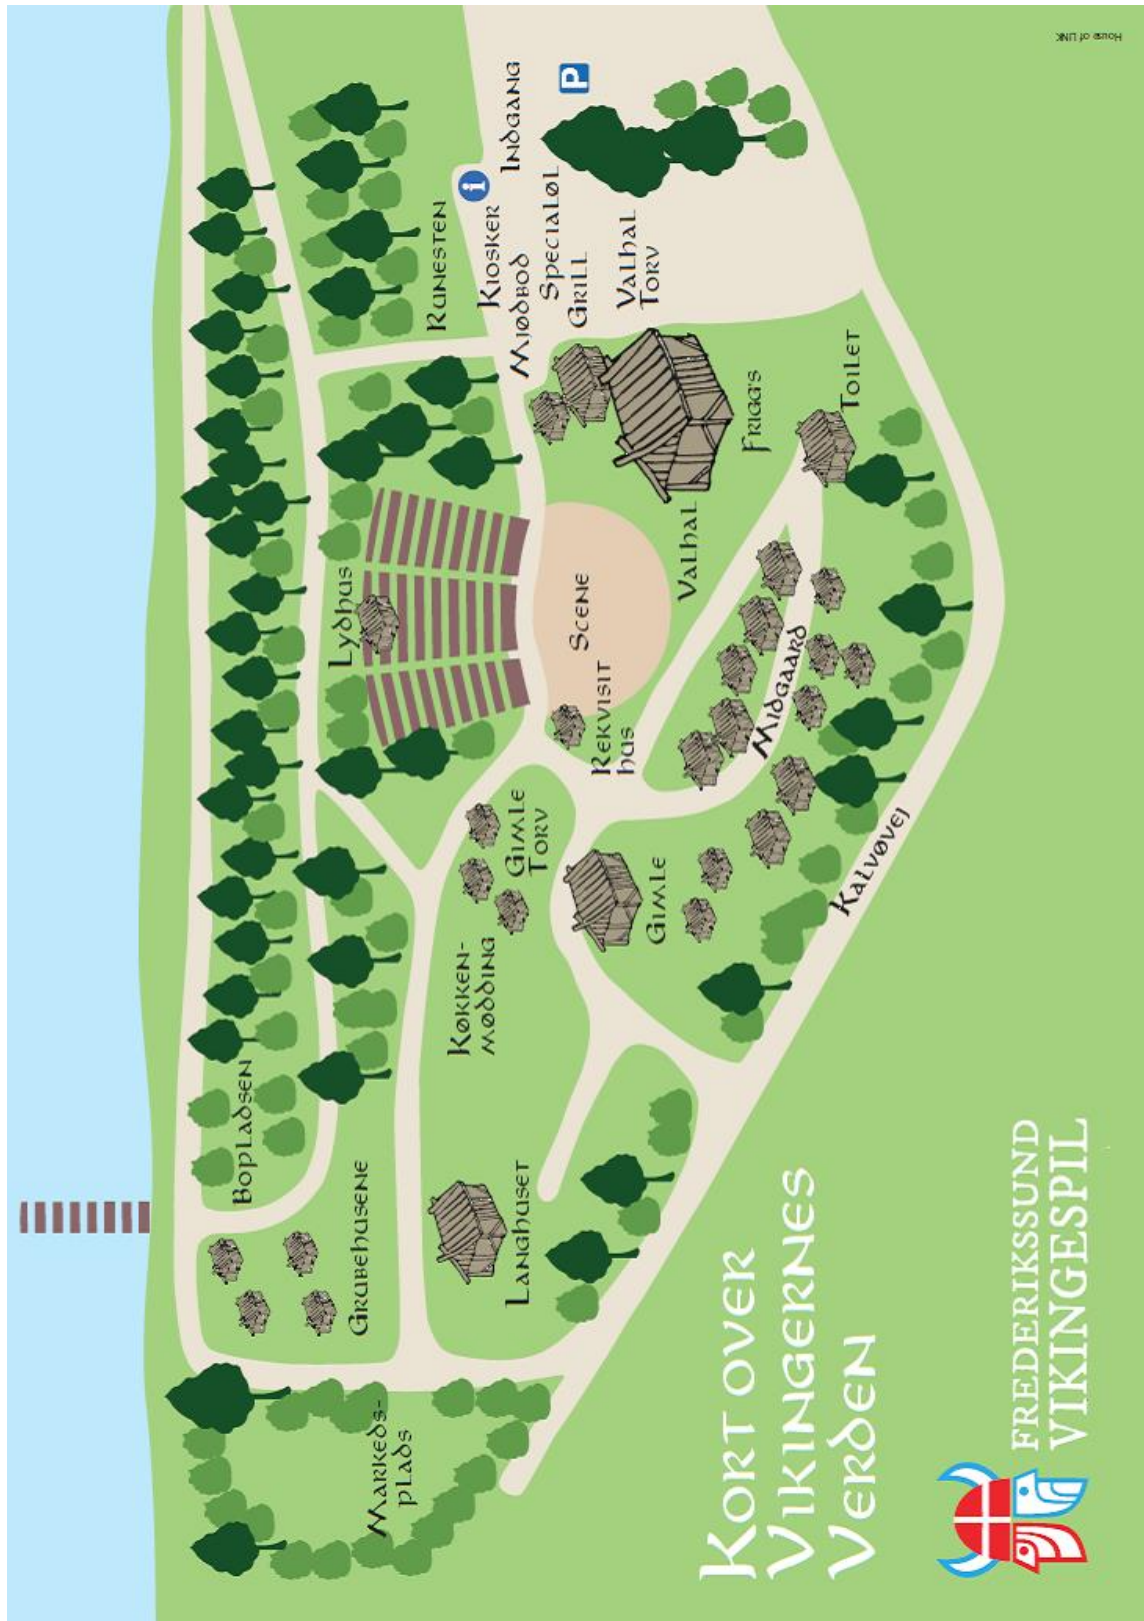 Bopladsen
Lydhus
Grubehusene
Markeds-
plads
Runesten
Køkken-
mødding
Kiosker
i
Indgang
P
Gimle
Torv
Langhuset
Mjødbod
Specialøl
Grill
Scene
Rekvisit
hus
Valhal
Torv
Gimle
Valhal
Frigg's
Midgaard
Toilet
Kalvøvej
Kort over
Vikingernes
Verden
FREDERIKSSUND
VIKINGESPIL
House of LINK